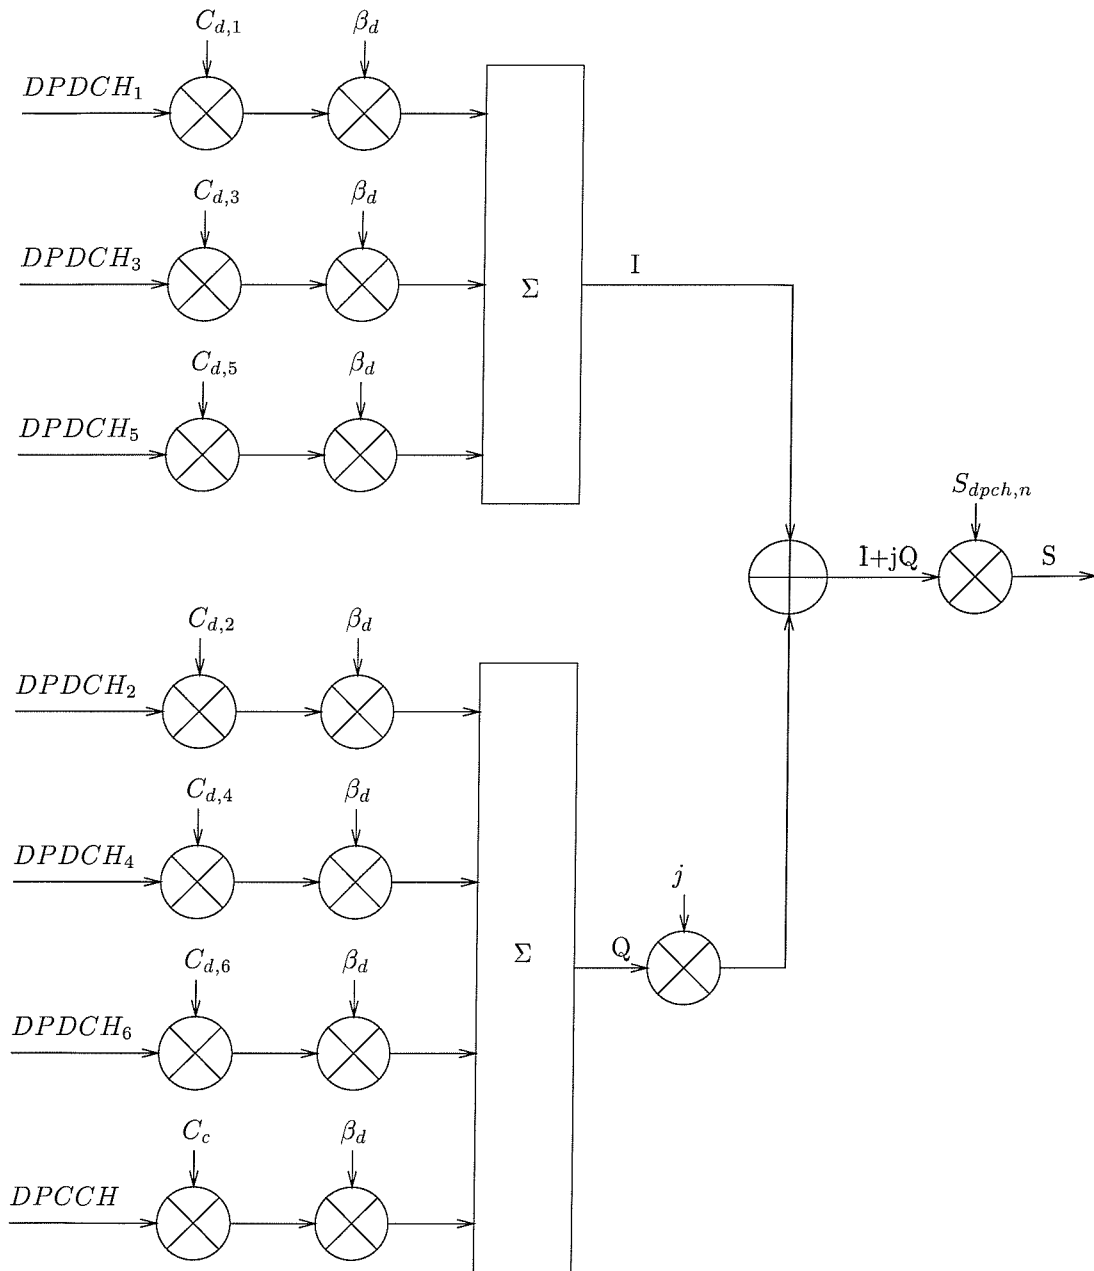 C_{d,1} β_d
DPDCH_1
C_{d,3} β_d
DPDCH_3
Σ
I
C_{d,5} β_d
DPDCH_5
S_{dpch,n}
I+jQ
S
C_{d,2} β_d
DPDCH_2
C_{d,4} β_d
DPDCH_4
j
Σ
Q
C_{d,6} β_d
DPDCH_6
C_c β_d
DPCCH